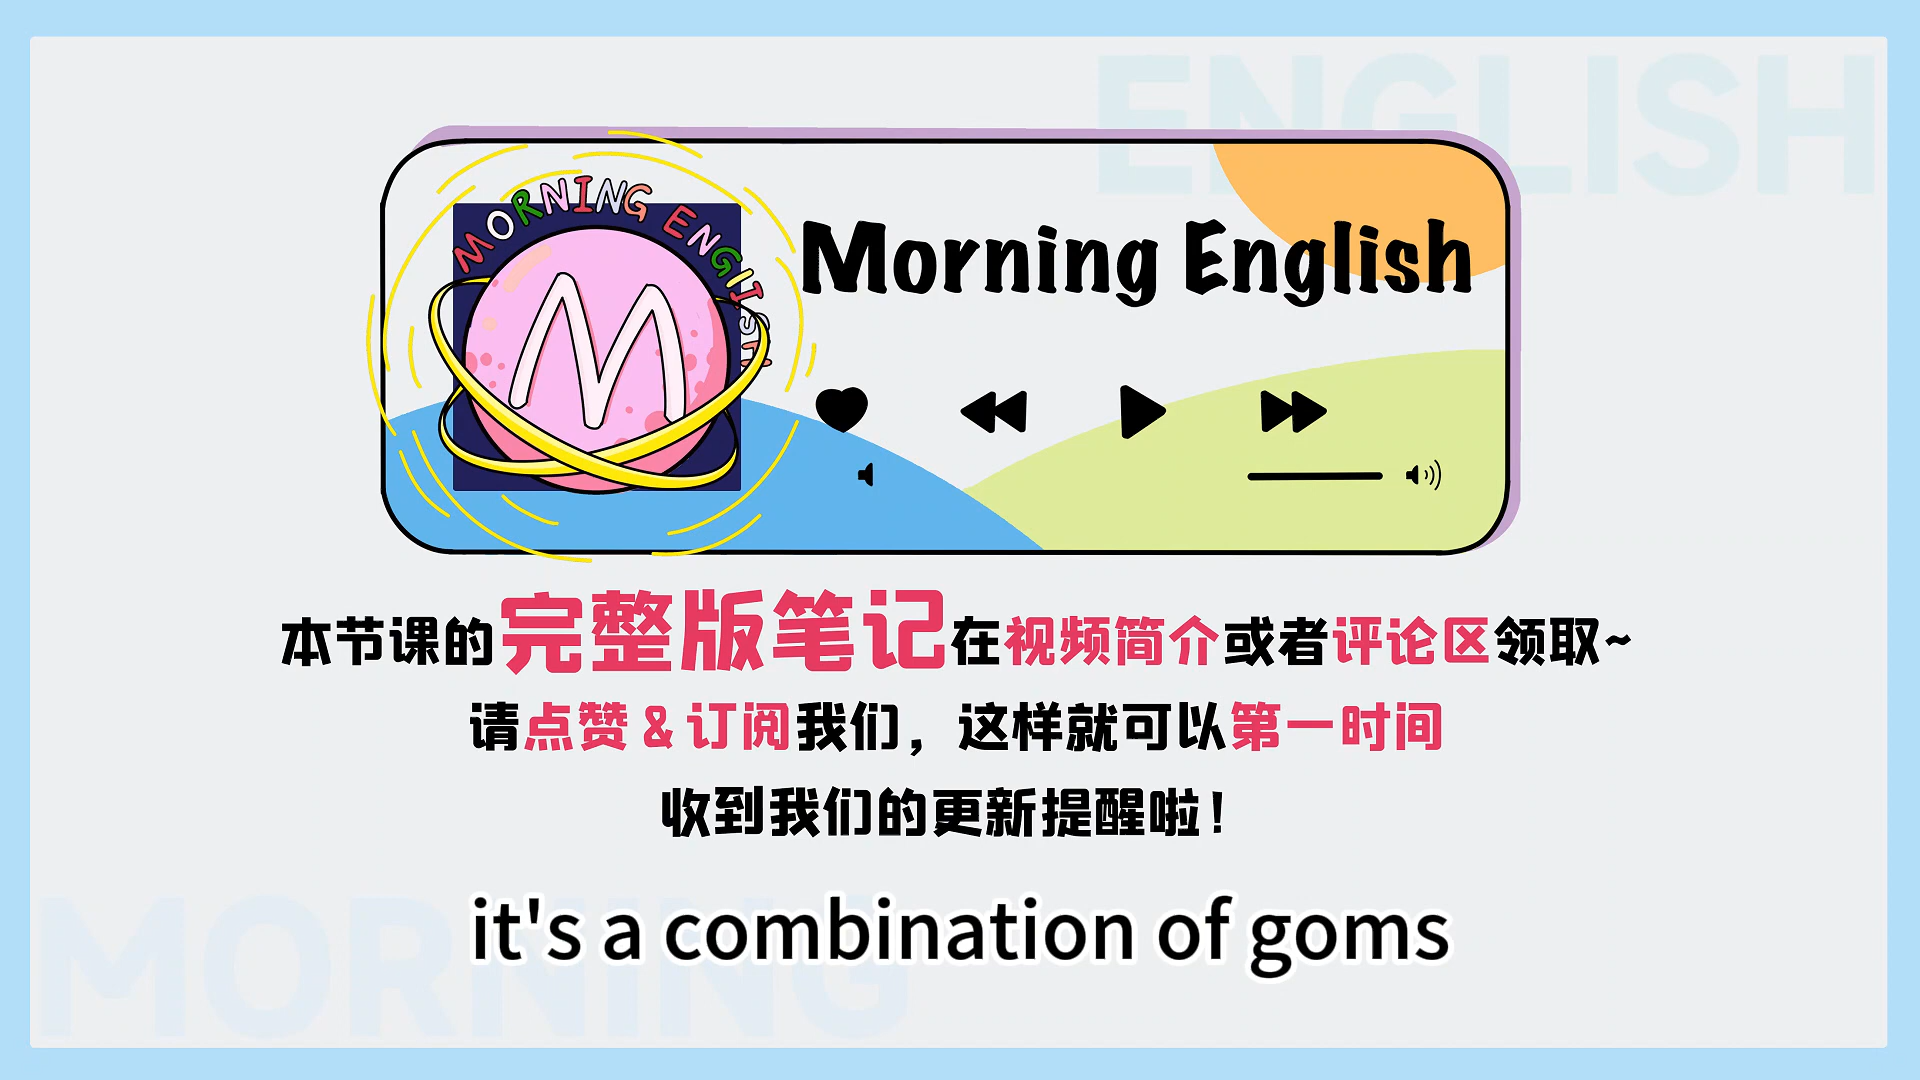 ENGLISH
MORNING ENGLISH
M
Morning English
本节课的完整版笔记在视频简介或者评论区领取~
请点赞&订阅我们，这样就可以第一时间
收到我们的更新提醒啦！
it's a combination of goms
MORNING